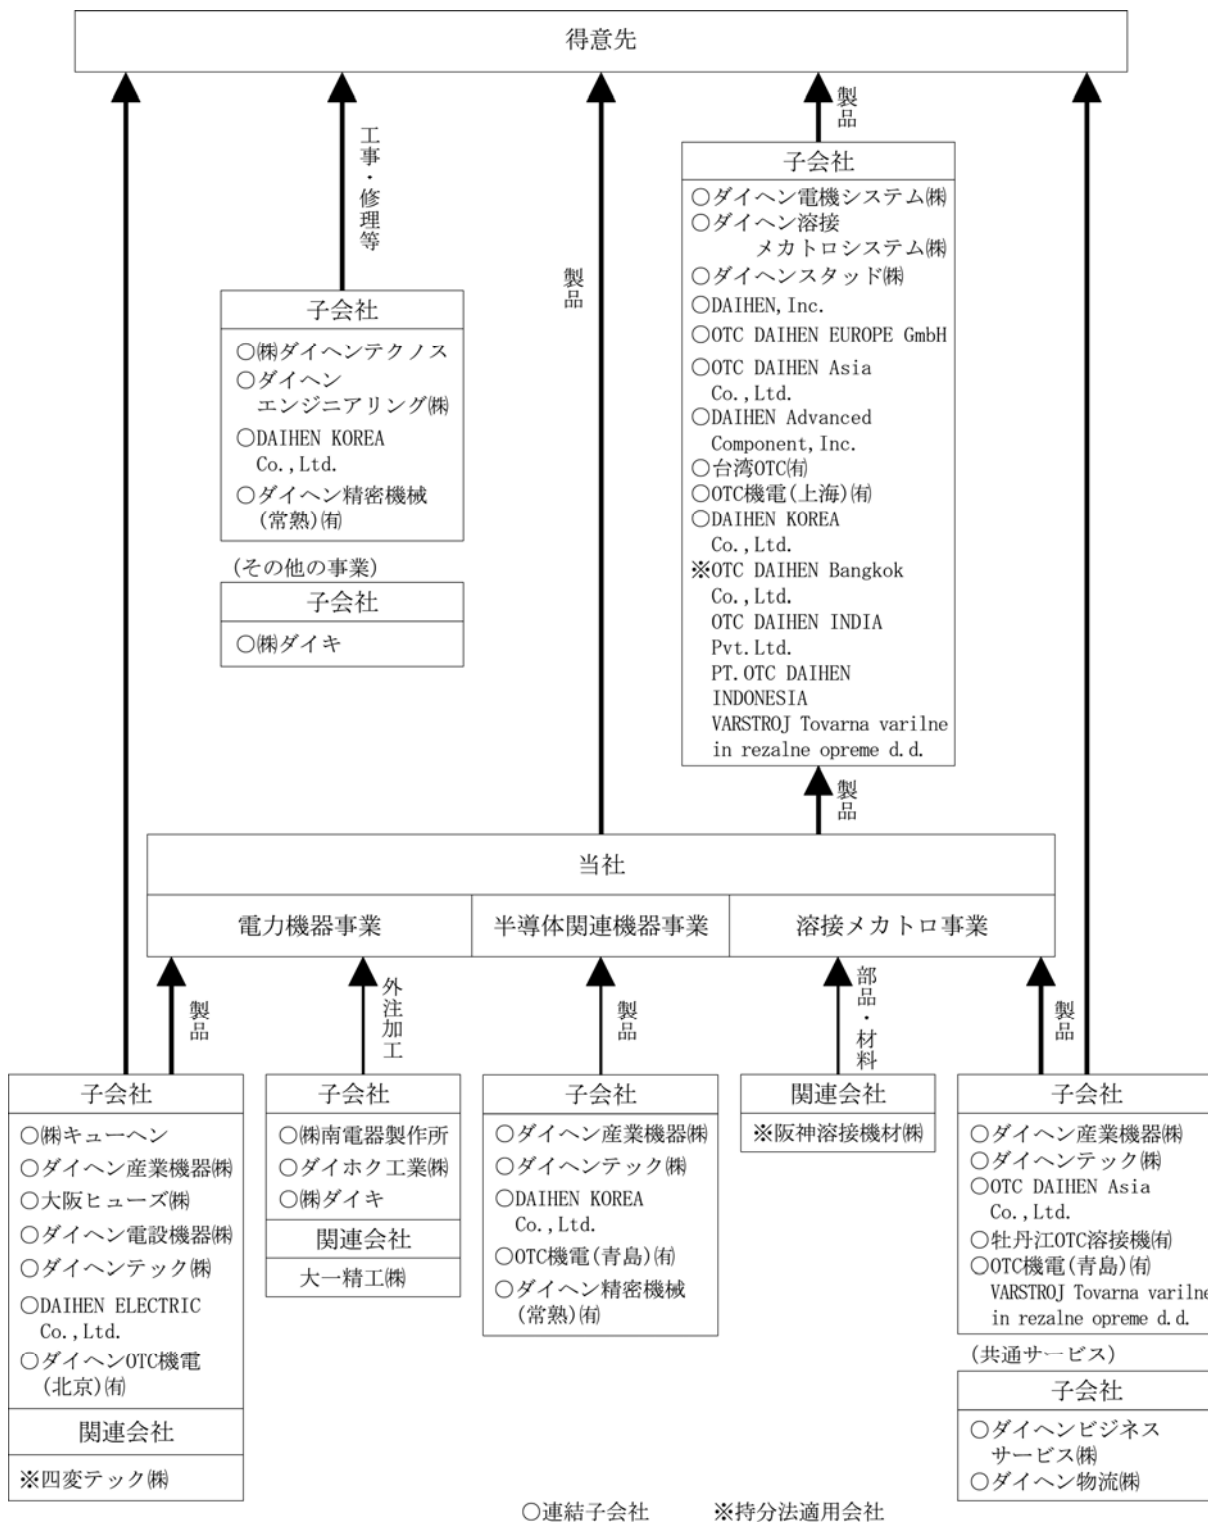 得意先
工事・修理等
製品
製品
子会社
○㈱ダイヘンテクノス
○ダイヘン
エンジニアリング㈱
○DAIHEN KOREA
Co.,Ltd.
○ダイヘン精密機械
(常熟)㈲
(その他の事業)
子会社
○㈱ダイキ
子会社
○ダイヘン電機システム㈱
○ダイヘン溶接
メカトロシステム㈱
○ダイヘンスタッド㈱
○DAIHEN,Inc.
○OTC DAIHEN EUROPE GmbH
○OTC DAIHEN Asia
Co.,Ltd.
○DAIHEN Advanced
Component,Inc.
○台湾OTC㈲
○OTC機電(上海)㈲
○DAIHEN KOREA
Co.,Ltd.
※OTC DAIHEN Bangkok
Co.,Ltd.
OTC DAIHEN INDIA
Pvt.Ltd.
PT.OTC DAIHEN
INDONESIA
VARSTROJ Tovarna varilne
in rezalne opreme d.d.
製品
当社
電力機器事業
半導体関連機器事業
溶接メカトロ事業
製品
外注加工
製品
部品・材料
製品
子会社
○㈱キューヘン
○ダイヘン産業機器㈱
○大阪ヒューズ㈱
○ダイヘン電設機器㈱
○ダイヘンテック㈱
○DAIHEN ELECTRIC
Co.,Ltd.
○ダイヘンOTC機電
(北京)㈲
関連会社
※四変テック㈱
子会社
○㈱南電器製作所
○ダイホク工業㈱
○㈱ダイキ
関連会社
大一精工㈱
子会社
○ダイヘン産業機器㈱
○ダイヘンテック㈱
○DAIHEN KOREA
Co.,Ltd.
○OTC機電(青島)㈲
○ダイヘン精密機械
(常熟)㈲
関連会社
※阪神溶接機材㈱
子会社
○ダイヘン産業機器㈱
○ダイヘンテック㈱
○OTC DAIHEN Asia
Co.,Ltd.
○牡丹江OTC溶接機㈲
○OTC機電(青島)㈲
VARSTROJ Tovarna varilne
in rezalne opreme d.d.
(共通サービス)
子会社
○ダイヘンビジネス
サービス㈱
○ダイヘン物流㈱
○連結子会社 ※持分法適用会社